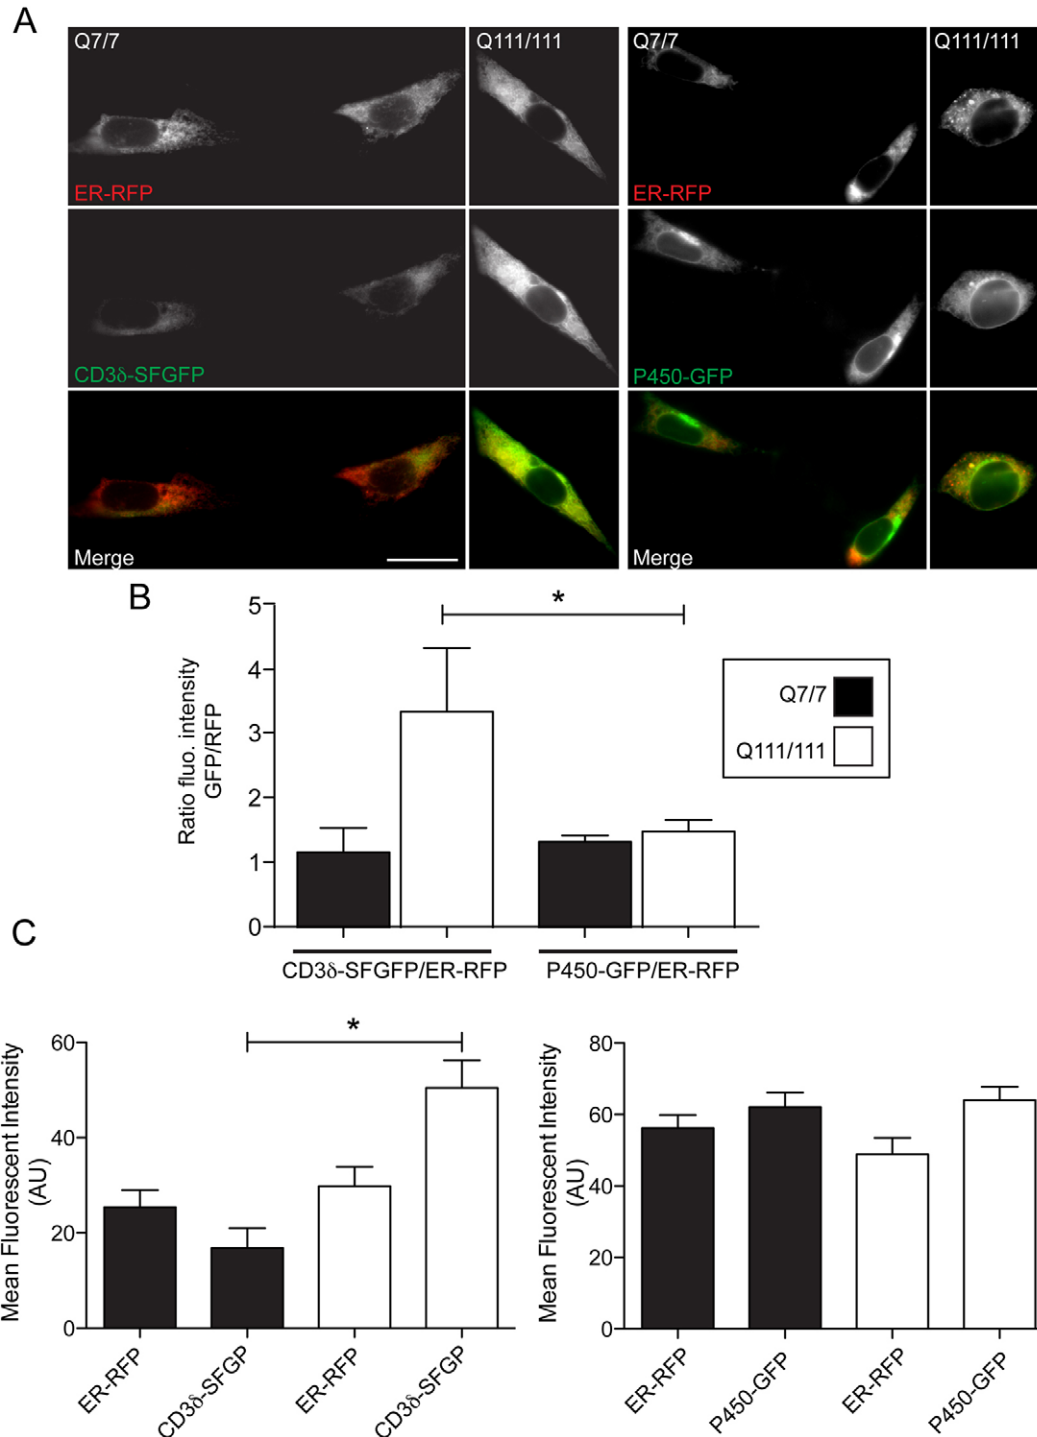 A
Q7/7
Q111/111
Q7/7
Q111/111
ER-RFP
ER-RFP
CD3δ-SFGFP
P450-GFP
Merge
Merge
B
5
4
3
2
1
0
Ratio fluo. intensity
GFP/RFP
*
Q7/7
Q111/111
CD3δ-SFGFP/ER-RFP
P450-GFP/ER-RFP
C
Mean Fluorescent Intensity
(AU)
60
40
20
0
*
ER-RFP
CD3δ-SFGP
ER-RFP
CD3δ-SFGP
Mean Fluorescent Intensity
(AU)
80
60
40
20
0
ER-RFP
P450-GFP
ER-RFP
P450-GFP